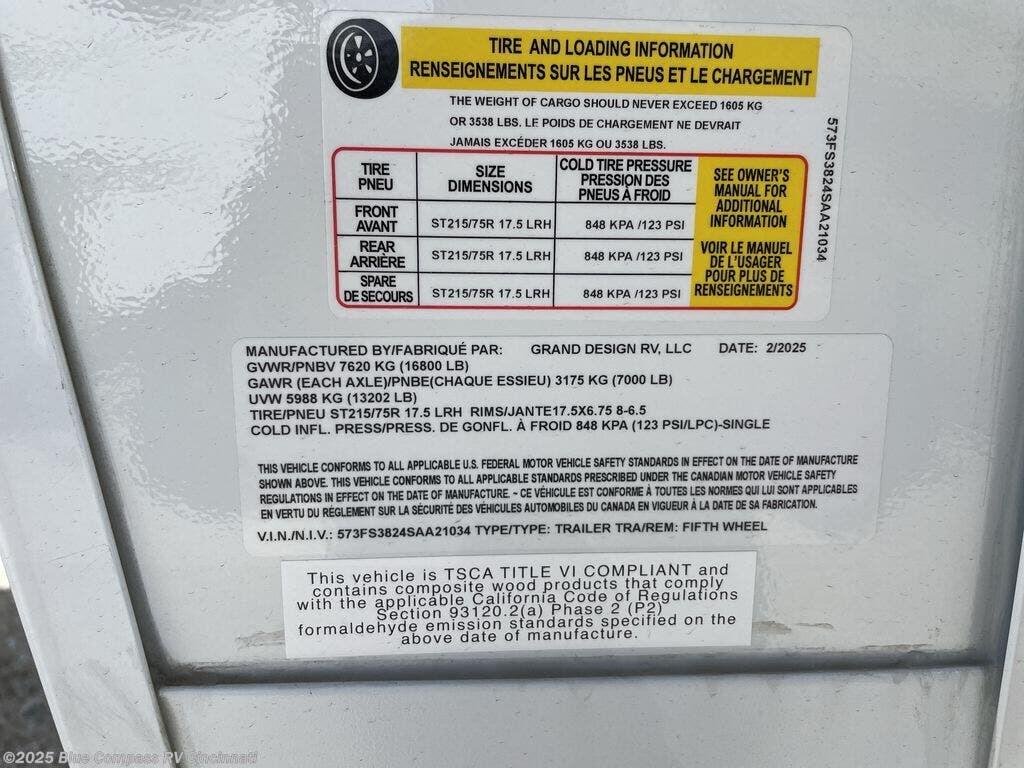 TIRE AND LOADING INFORMATION
RENSEIGNEMENTS SUR LES PNEUS ET LE CHARGEMENT
THE WEIGHT OF CARGO SHOULD NEVER EXCEED 1605 KG
OR 3538 LBS. LE POIDS DE CHARGEMENT NE DEVRAIT
JAMAIS EXCÉDER 1605 KG OU 3538 LBS.
TIRE
PNEU
SIZE
DIMENSIONS
COLD TIRE PRESSURE
PRESSION DES
PNEUS À FROID
FRONT
AVANT
ST215/75R 17.5 LRH
848 KPA /123 PSI
REAR
ARRIÈRE
ST215/75R 17.5 LRH
848 KPA /123 PSI
SPARE
DE SECOURS
ST215/75R 17.5 LRH
848 KPA /123 PSI
SEE OWNER'S
MANUAL FOR
ADDITIONAL
INFORMATION
VOIR LE MANUEL
DE L'USAGER
POUR PLUS DE
RENSEIGNEMENTS
573FS3824SAA21034
MANUFACTURED BY/FABRIQUÉ PAR: GRAND DESIGN RV, LLC DATE: 2/2025
GVWR/PNBV 7620 KG (16800 LB)
GAWR (EACH AXLE)/PNBE(CHAQUE ESSIEU) 3175 KG (7000 LB)
UVW 5988 KG (13202 LB)
TIRE/PNEU ST215/75R 17.5 LRH RIMS/JANTE17.5X6.75 8-6.5
COLD INFL. PRESS/PRESS. DE GONFL. À FROID 848 KPA (123 PSI/LPC)-SINGLE
THIS VEHICLE CONFORMS TO ALL APPLICABLE U.S. FEDERAL MOTOR VEHICLE SAFETY STANDARDS IN EFFECT ON THE DATE OF MANUFACTURE
SHOWN ABOVE. THIS VEHICLE CONFORMS TO ALL APPLICABLE STANDARDS PRESCRIBED UNDER THE CANADIAN MOTOR VEHICLE SAFETY
REGULATIONS IN EFFECT ON THE DATE OF MANUFACTURE. ~ CE VÉHICULE EST CONFORME À TOUTES LES NORMES QUI LUI SONT APPLICABLES
EN VERTU DU RÉGLEMENT SUR LA SÉCURITÉ DES VÉHICULES AUTOMOBILES DU CANADA EN VIGUEUR À LA DATE DE SA FABRICATION.
V.I.N./N.I.V.: 573FS3824SAA21034 TYPE/TYPE: TRAILER TRA/REM: FIFTH WHEEL
This vehicle is TSCA TITLE VI COMPLIANT and
contains composite wood products that comply
with the applicable California Code of Regulations
Section 93120.2(a) Phase 2 (P2)
formaldehyde emission standards specified on the
above date of manufacture.
©2025 Blue Compass RV Cincinnati